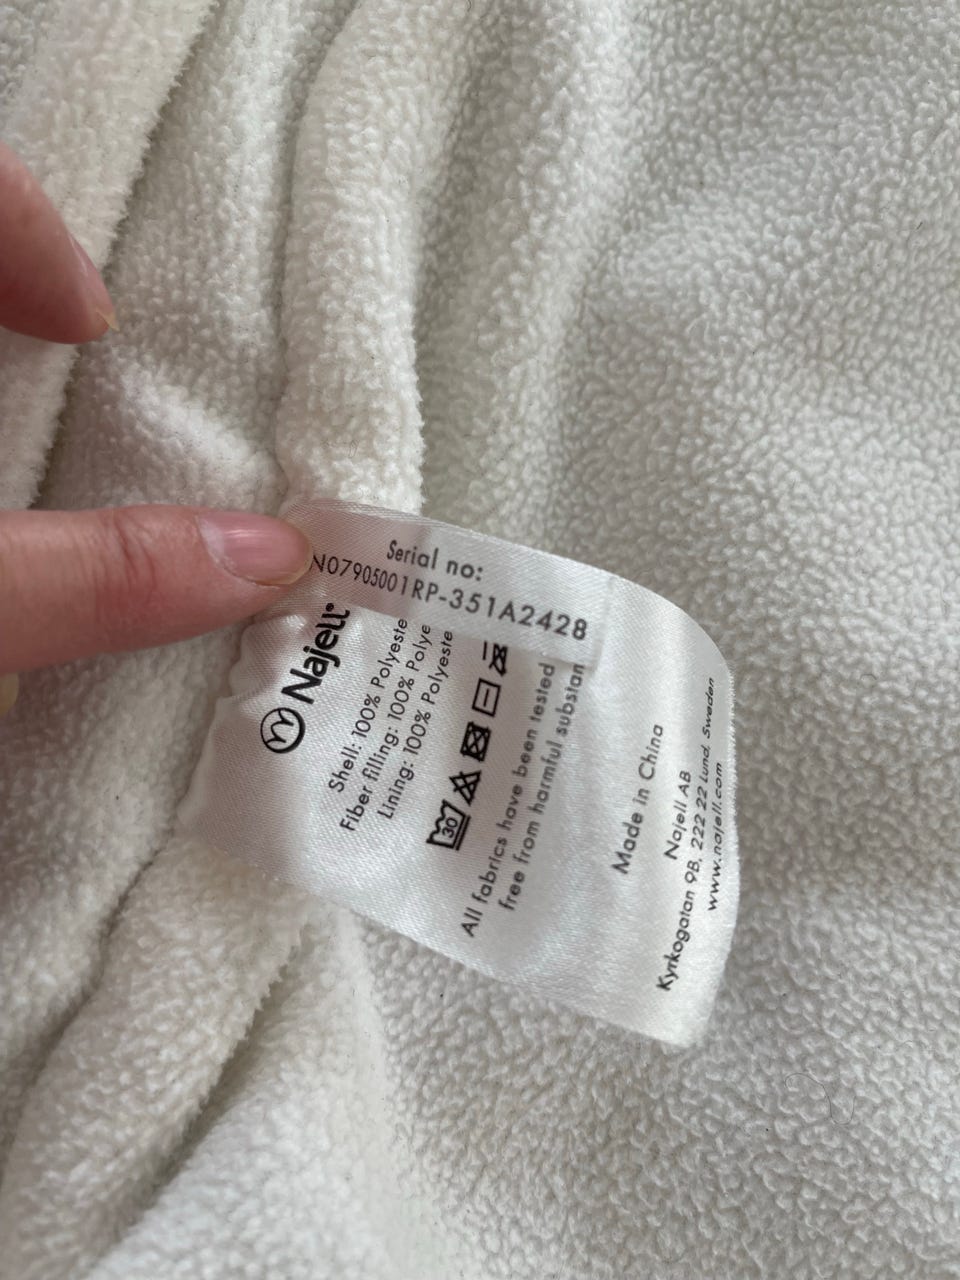 Serial no:
N07905001RP-351A2428
Najell®
Shell: 100% Polyeste
Fiber filling: 100% Polye
Lining: 100% Polyeste
30
All fabrics have been tested
free from harmful substan
Made in China
Najell AB
Kyrkogatan 9B, 222 22 Lund, Sweden
www.najell.com